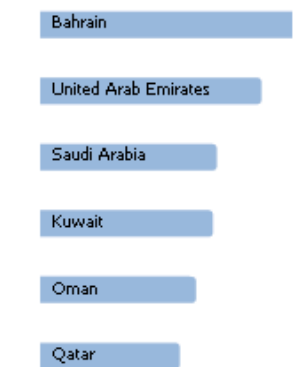 Bahrain
United Arab Emirates
Saudi Arabia
Kuwait
Oman
Qatar